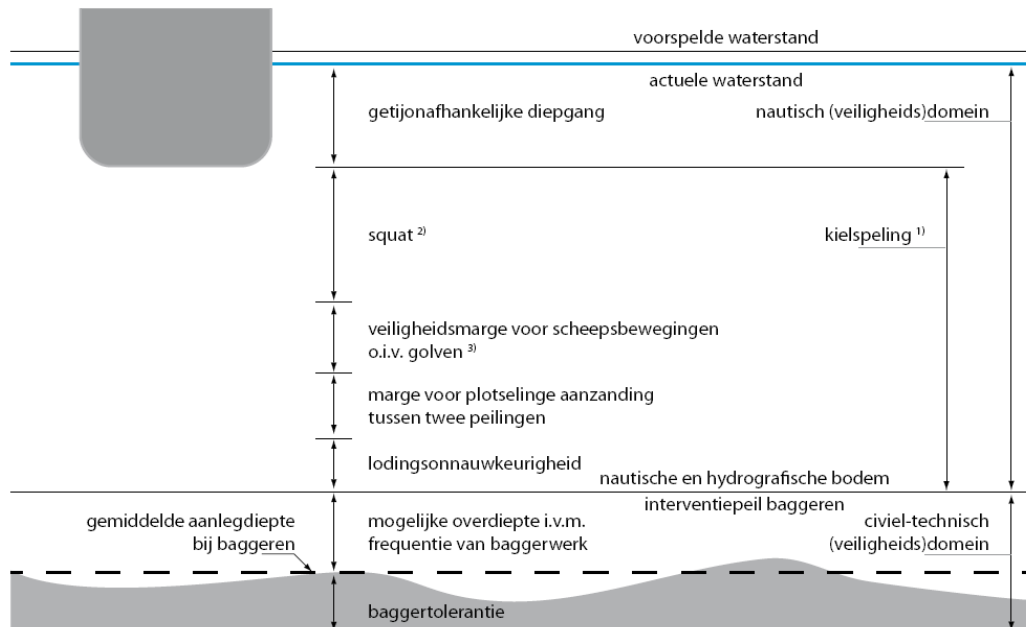 voorspelde waterstand
actuele waterstand
getijonafhankelijke diepgang
nautisch (veiligheids)domein
squat 2)
kielspeling 1)
veiligheidsmarge voor scheepsbewegingen
o.i.v. golven 3)
marge voor plotselinge aanzanding
tussen twee peilingen
lodingsonnauwkeurigheid
nautische en hydrografische bodem
interventiepeil baggeren
gemiddelde aanlegdiepte
bij baggeren
mogelijke overdiepte i.v.m.
frequentie van baggerwerk
civiel-technisch
(veiligheids)domein
baggertolerantie